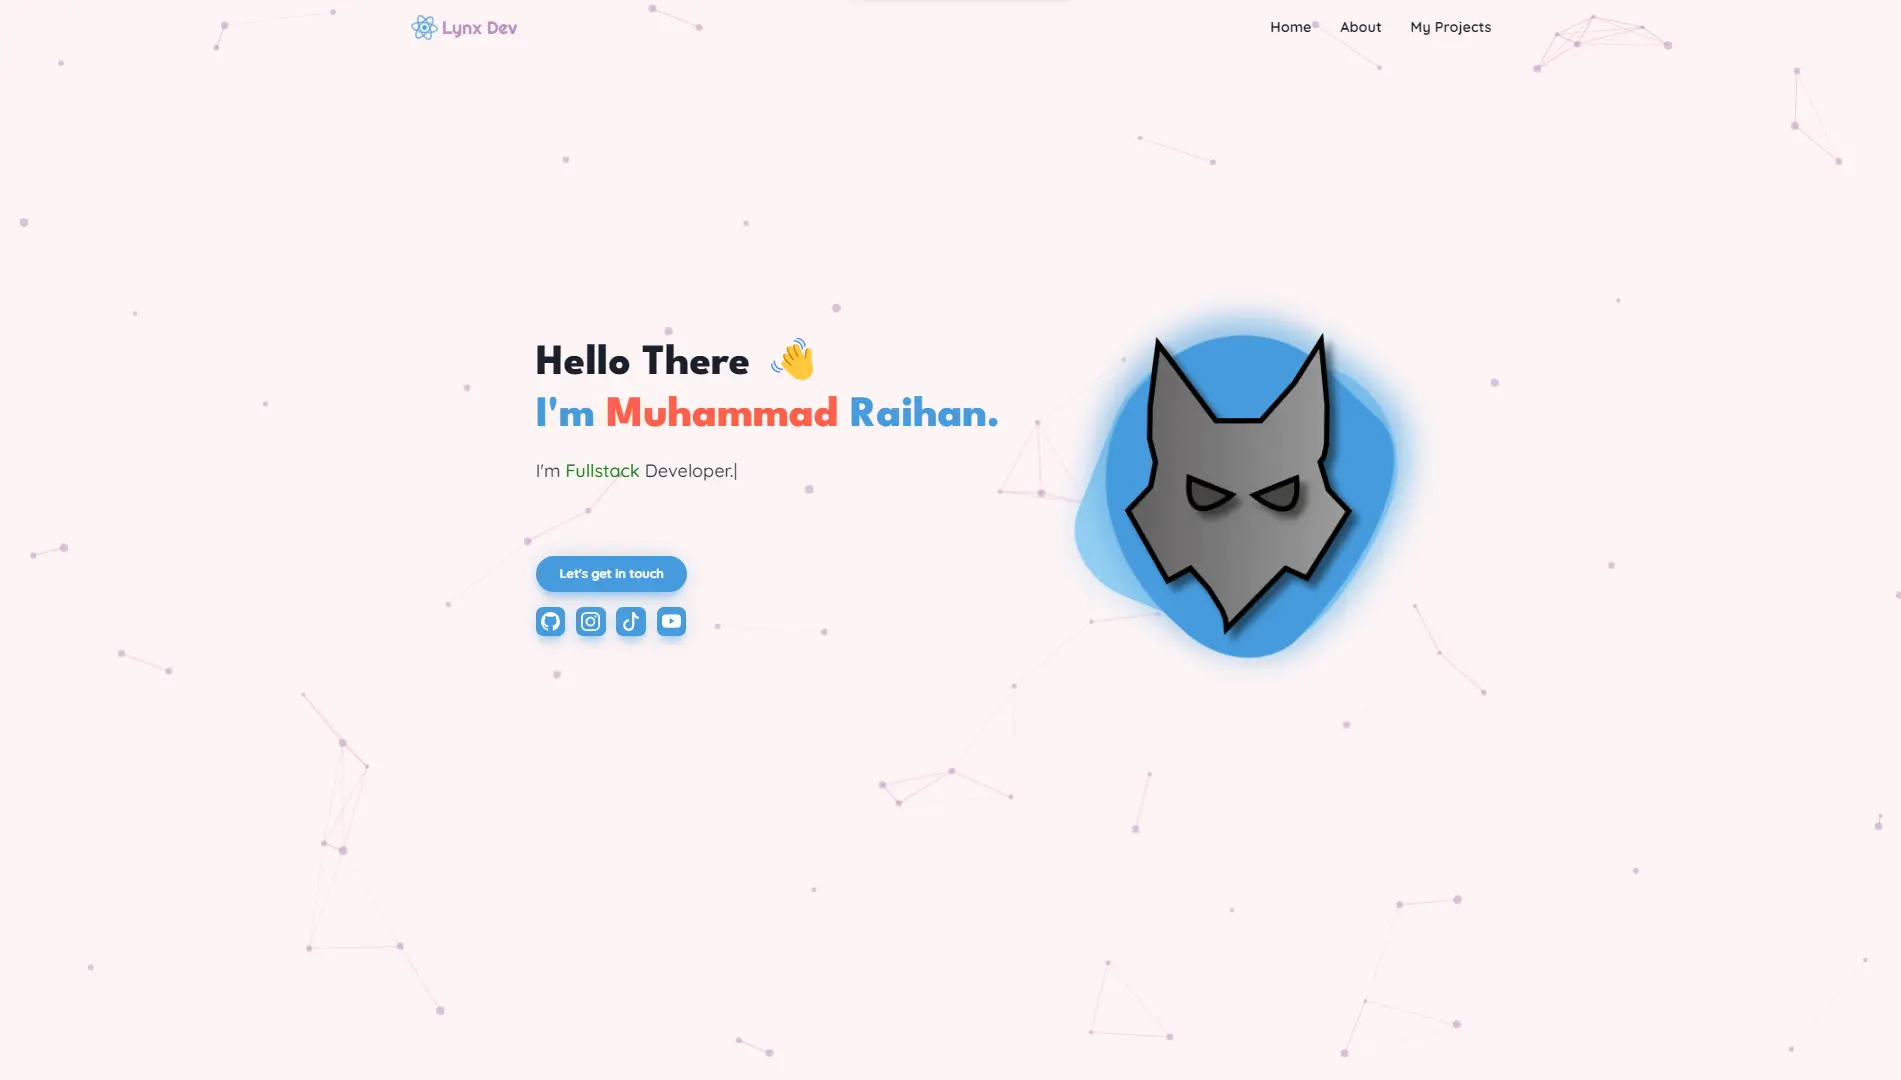 Lynx Dev
Home
About
My Projects
Hello There 👋
I'm Muhammad Raihan.
I'm Fullstack Developer.|
Let's get in touch